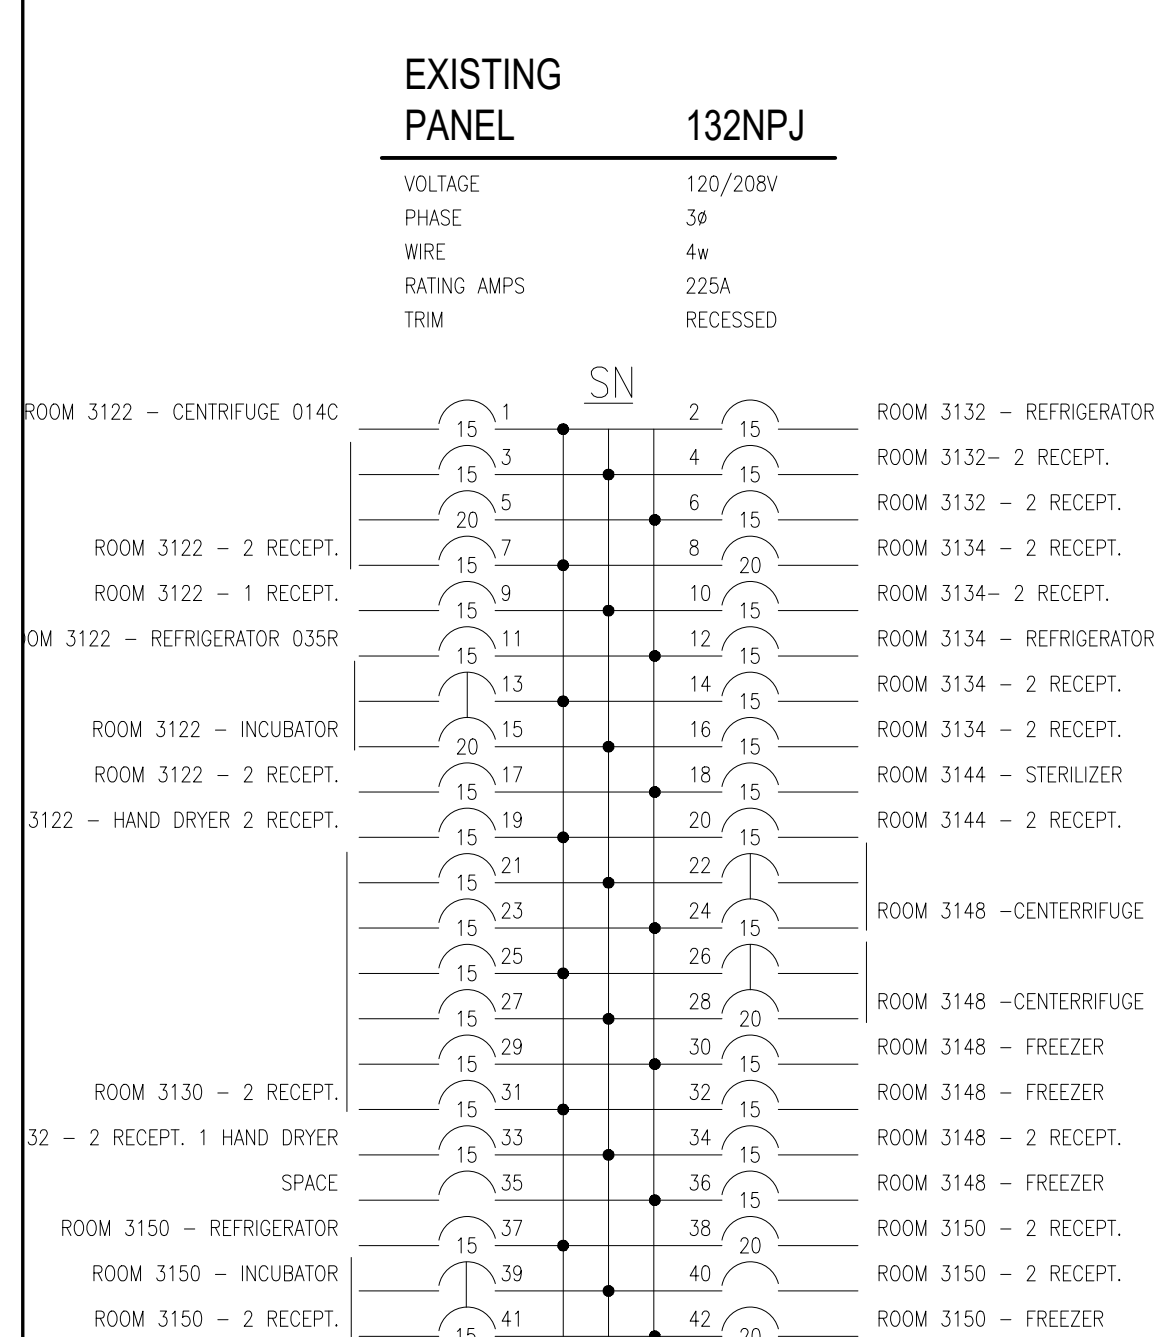 EXISTING
PANEL 132NPJ
VOLTAGE 120/208V
PHASE 3ø
WIRE 4w
RATING AMPS 225A
TRIM RECESSED
SN
ROOM 3122 – CENTRIFUGE 014C 15 1 2 15 ROOM 3132 – REFRIGERATOR
15 3 4 15 ROOM 3132– 2 RECEPT.
20 5 6 15 ROOM 3132 – 2 RECEPT.
ROOM 3122 – 2 RECEPT. 15 7 8 20 ROOM 3134 – 2 RECEPT.
ROOM 3122 – 1 RECEPT. 15 9 10 15 ROOM 3134– 2 RECEPT.
OM 3122 – REFRIGERATOR 035R 15 11 12 15 ROOM 3134 – REFRIGERATOR
13 14 15 ROOM 3134 – 2 RECEPT.
ROOM 3122 – INCUBATOR 20 15 16 15 ROOM 3134 – 2 RECEPT.
ROOM 3122 – 2 RECEPT. 15 17 18 15 ROOM 3144 – STERILIZER
3122 – HAND DRYER 2 RECEPT. 15 19 20 15 ROOM 3144 – 2 RECEPT.
15 21 22
15 23 24 15 ROOM 3148 –CENTERRIFUGE
15 25 26
15 27 28 20 ROOM 3148 –CENTERRIFUGE
15 29 30 15 ROOM 3148 – FREEZER
ROOM 3130 – 2 RECEPT. 15 31 32 15 ROOM 3148 – FREEZER
32 – 2 RECEPT. 1 HAND DRYER 15 33 34 15 ROOM 3148 – 2 RECEPT.
SPACE 35 36 15 ROOM 3148 – FREEZER
ROOM 3150 – REFRIGERATOR 15 37 38 20 ROOM 3150 – 2 RECEPT.
ROOM 3150 – INCUBATOR 39 40 ROOM 3150 – 2 RECEPT.
ROOM 3150 – 2 RECEPT. 15 41 42 20 ROOM 3150 – FREEZER